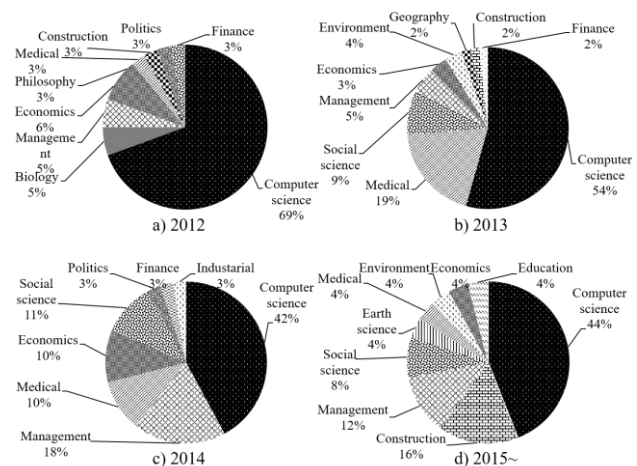 Politics
3%
Finance
3%
Construction
3%
Medical
3%
Philosophy
3%
Economics
6%
Manageme
nt
5%
Biology
5%
Computer
science
69%
a) 2012
Geography
2%
Construction
2%
Environment
4%
Finance
2%
Economics
3%
Management
5%
Social
science
9%
Medical
19%
Computer
science
54%
b) 2013
Politics
3%
Finance
3%
Industarial
3%
Social
science
11%
Computer
science
42%
Economics
10%
Medical
10%
Management
18%
c) 2014
Environment
4%
Economics
4%
Education
4%
Medical
4%
Computer
science
44%
Earth
science
4%
Social
science
8%
Management
12%
Construction
16%
d) 2015~